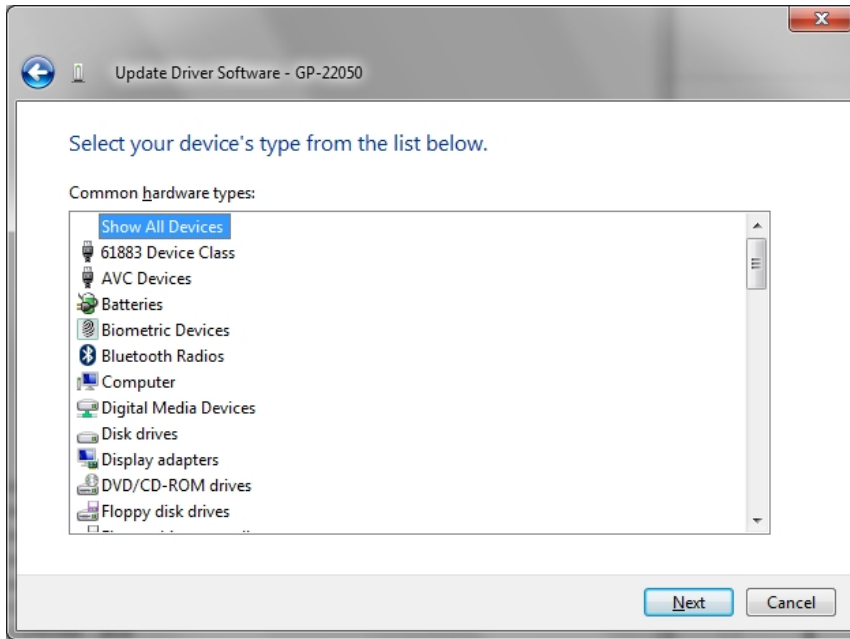 Update Driver Software - GP-22050
Select your device's type from the list below.
Common hardware types:
Show All Devices
61883 Device Class
AVC Devices
Batteries
Biometric Devices
Bluetooth Radios
Computer
Digital Media Devices
Disk drives
Display adapters
DVD/CD-ROM drives
Floppy disk drives
Next
Cancel